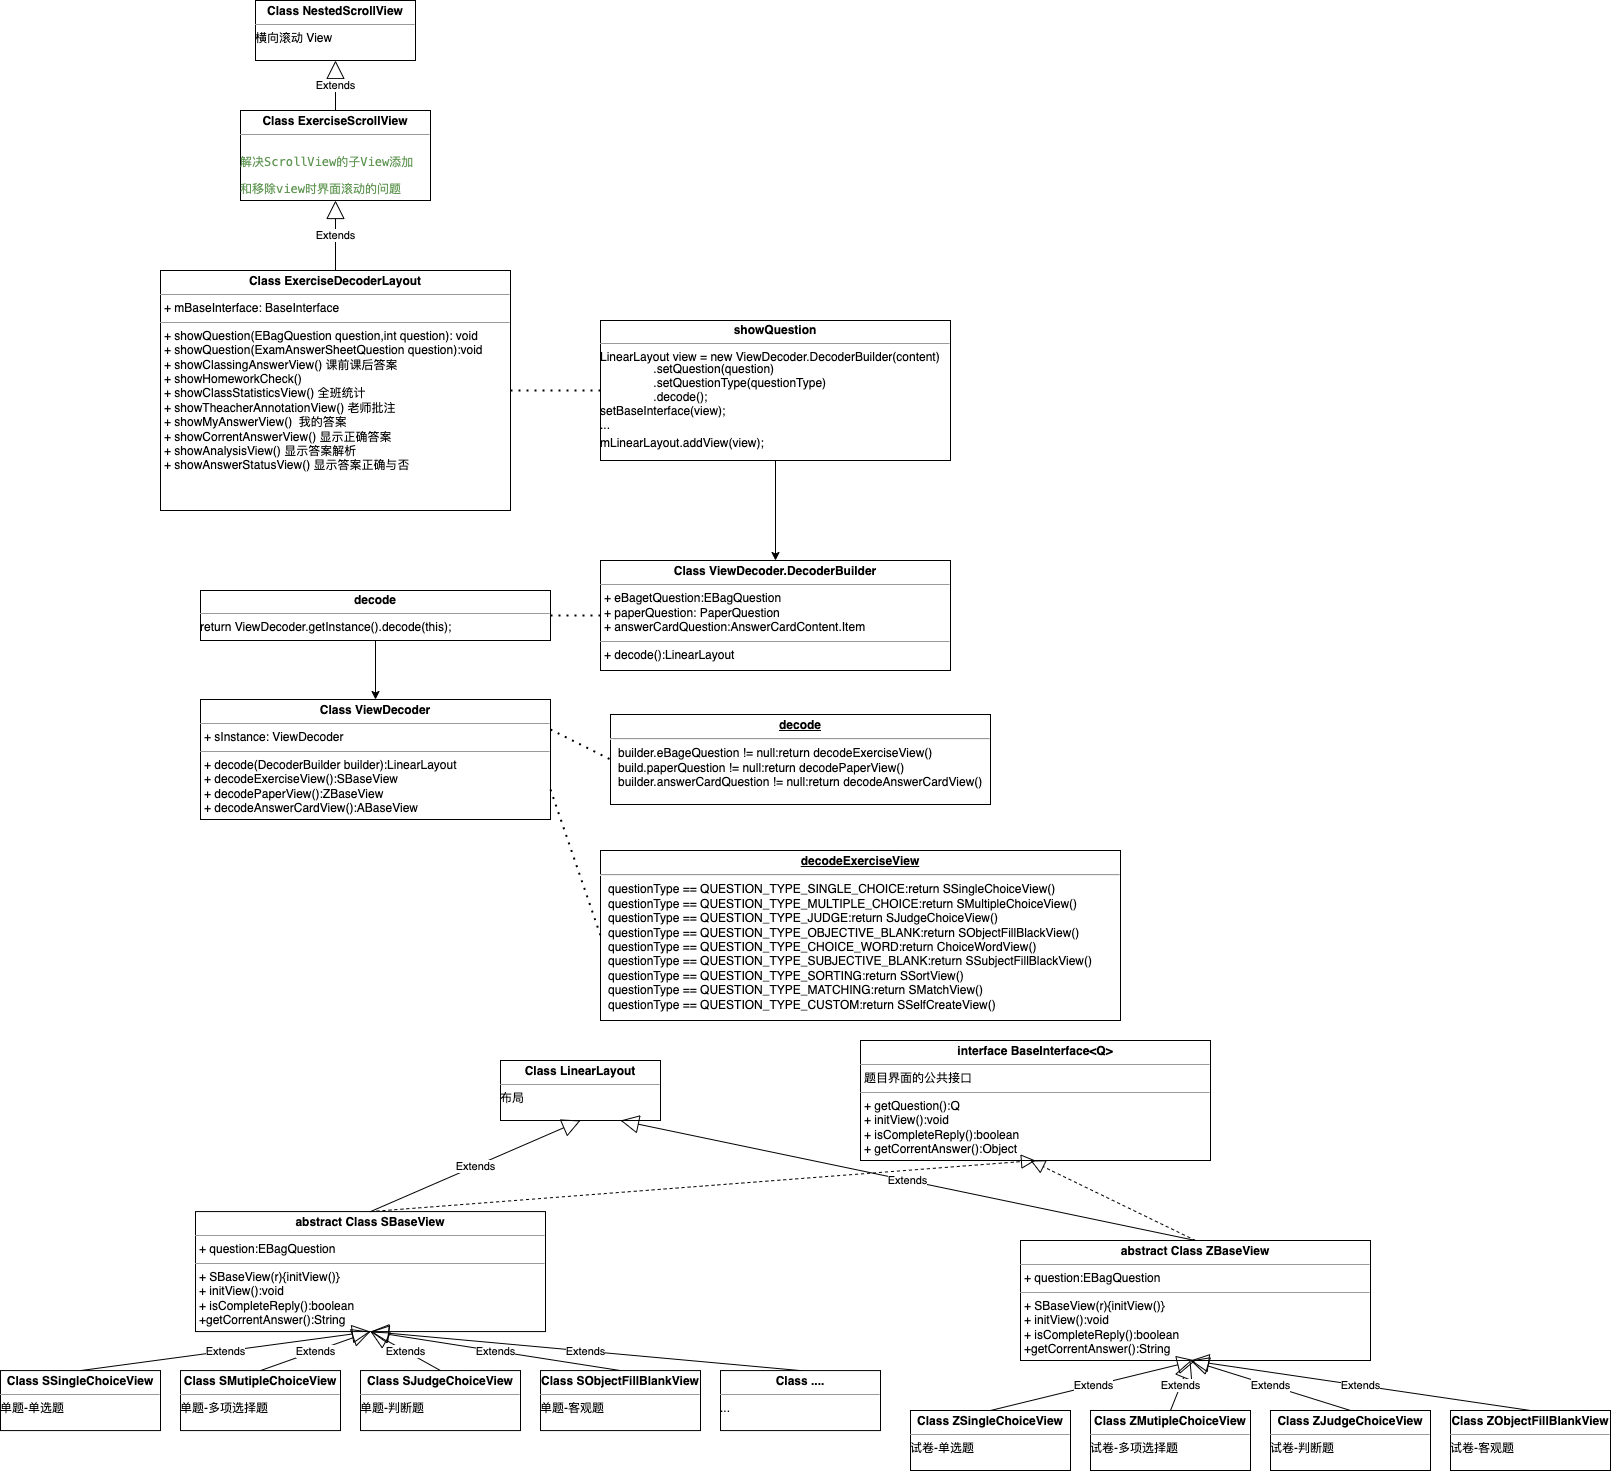 Class NestedScrollView
横向滚动 View
Extends
Class ExerciseScrollView
解决ScrollView的子View添加
和移除view时界面滚动的问题
Extends
Class ExerciseDecoderLayout
+ mBaseInterface: BaseInterface
+ showQuestion(EBagQuestion question,int question): void
+ showQuestion(ExamAnswerSheetQuestion question):void
+ showClassingAnswerView() 课前课后答案
+ showHomeworkCheck()
+ showClassStatisticsView() 全班统计
+ showTheacherAnnotationView() 老师批注
+ showMyAnswerView()  我的答案
+ showCorrentAnswerView() 显示正确答案
+ showAnalysisView() 显示答案解析
+ showAnswerStatusView() 显示答案正确与否
showQuestion
LinearLayout view = new ViewDecoder.DecoderBuilder(content)
.setQuestion(question)
.setQuestionType(questionType)
.decode();
setBaseInterface(view);
...
mLinearLayout.addView(view);
Class ViewDecoder.DecoderBuilder
+ eBagetQuestion:EBagQuestion
+ paperQuestion: PaperQuestion
+ answerCardQuestion:AnswerCardContent.Item
+ decode():LinearLayout
decode
return ViewDecoder.getInstance().decode(this);
Class ViewDecoder
+ sInstance: ViewDecoder
+ decode(DecoderBuilder builder):LinearLayout
+ decodeExerciseView():SBaseView
+ decodePaperView():ZBaseView
+ decodeAnswerCardView():ABaseView
decode
builder.eBageQuestion != null:return decodeExerciseView()
build.paperQuestion != null:return decodePaperView()
builder.answerCardQuestion != null:return decodeAnswerCardView()
decodeExerciseView
questionType == QUESTION_TYPE_SINGLE_CHOICE:return SSingleChoiceView()
questionType == QUESTION_TYPE_MULTIPLE_CHOICE:return SMultipleChoiceView()
questionType == QUESTION_TYPE_JUDGE:return SJudgeChoiceView()
questionType == QUESTION_TYPE_OBJECTIVE_BLANK:return SObjectFillBlackView()
questionType == QUESTION_TYPE_CHOICE_WORD:return ChoiceWordView()
questionType == QUESTION_TYPE_SUBJECTIVE_BLANK:return SSubjectFillBlackView()
questionType == QUESTION_TYPE_SORTING:return SSortView()
questionType == QUESTION_TYPE_MATCHING:return SMatchView()
questionType == QUESTION_TYPE_CUSTOM:return SSelfCreateView()
Class LinearLayout
布局
interface BaseInterface<Q>
题目界面的公共接口
+ getQuestion():Q
+ initView():void
+ isCompleteReply():boolean
+ getCorrentAnswer():Object
Extends
Extends
abstract Class SBaseView
+ question:EBagQuestion
+ SBaseView(r){initView()}
+ initView():void
+ isCompleteReply():boolean
+getCorrentAnswer():String
abstract Class ZBaseView
+ question:EBagQuestion
+ SBaseView(r){initView()}
+ initView():void
+ isCompleteReply():boolean
+getCorrentAnswer():String
Extends
Extends
Extends
Extends
Extends
Class SSingleChoiceView
单题-单选题
Class SMutipleChoiceView
单题-多项选择题
Class SJudgeChoiceView
单题-判断题
Class SObjectFillBlankView
单题-客观题
Class ....
...
Extends
Extends
Extends
Extends
Class ZSingleChoiceView
试卷-单选题
Class ZMutipleChoiceView
试卷-多项选择题
Class ZJudgeChoiceView
试卷-判断题
Class ZObjectFillBlankView
试卷-客观题